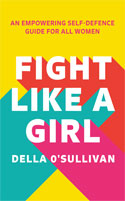 AN EMPOWERING SELF-DEFENCE
GUIDE FOR ALL WOMEN
FIGHT
LIKE A
GIRL
DELLA O'SULLIVAN